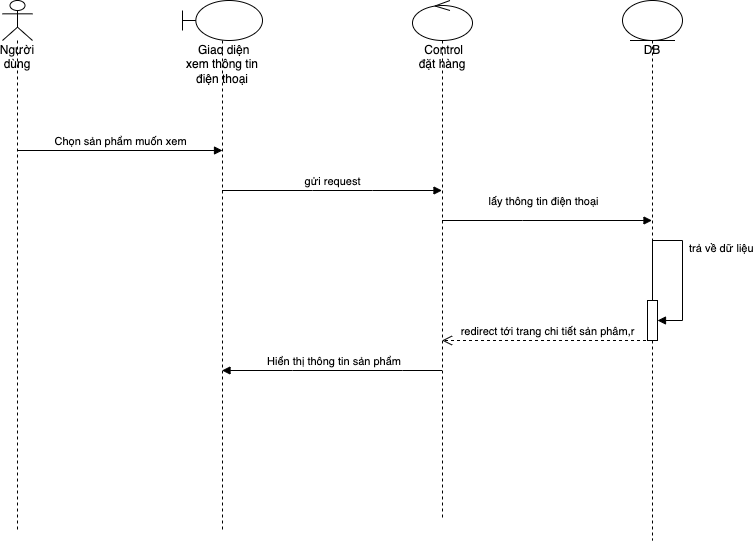 Người
dùng
Giao diện
xem thông tin
điện thoại
Control
đặt hàng
DB
Chọn sản phẩm muốn xem
gửi request
lấy thông tin điện thoại
trả về dữ liệu
redirect tới trang chi tiết sản phâm,r
Hiển thị thông tin sản phẩm